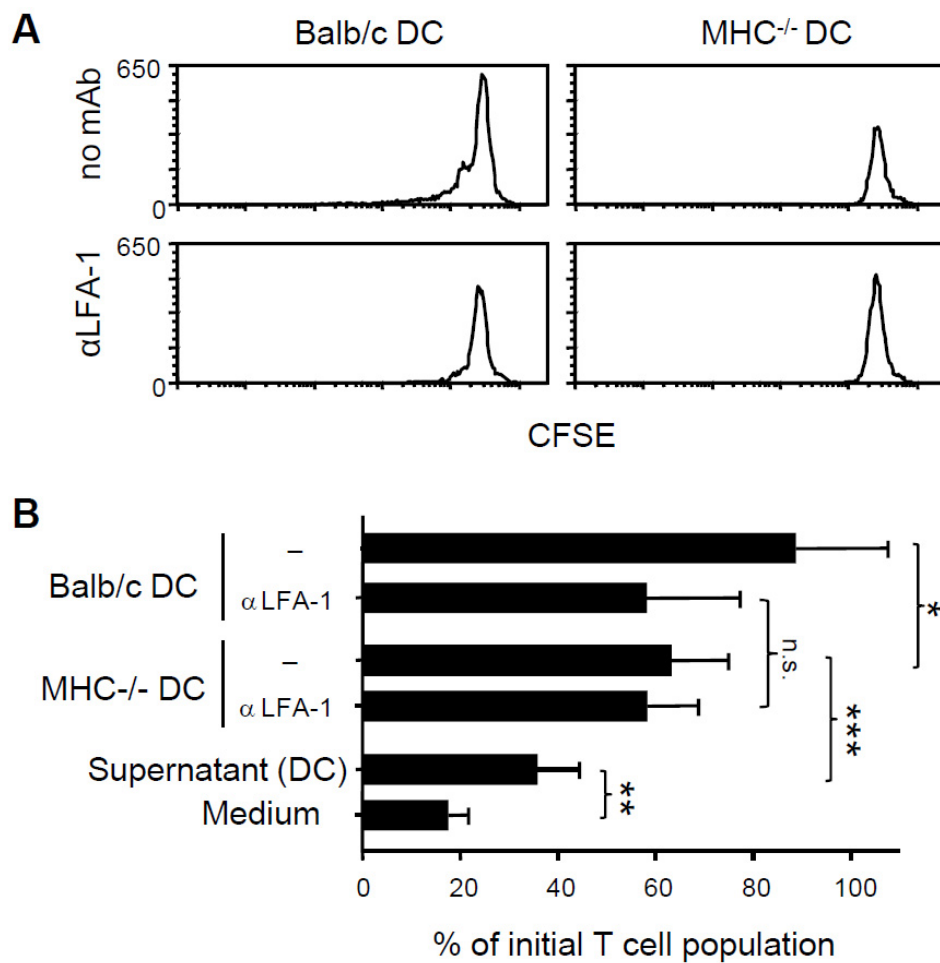 A
Balb/c DC
MHC-/- DC
no mAb
650
0
αLFA-1
650
0
CFSE
B
Balb/c DC
–
α LFA-1
MHC-/- DC
–
α LFA-1
Supernatant (DC)
Medium
*
n.s.
***
**
0 20 40 60 80 100
% of initial T cell population